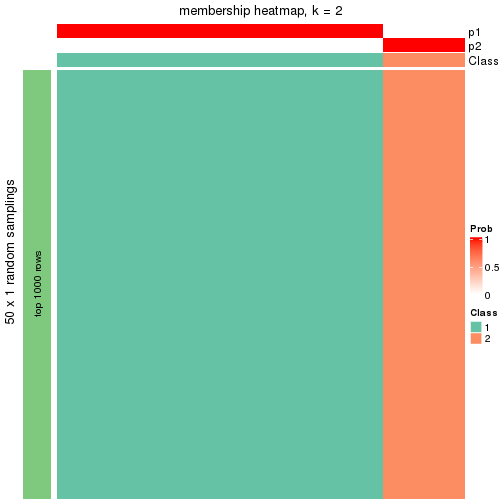 membership heatmap, k = 2
p1
p2
Class
50 x 1 random samplings
top 1000 rows
Prob
1
0.5
0
Class
1
2